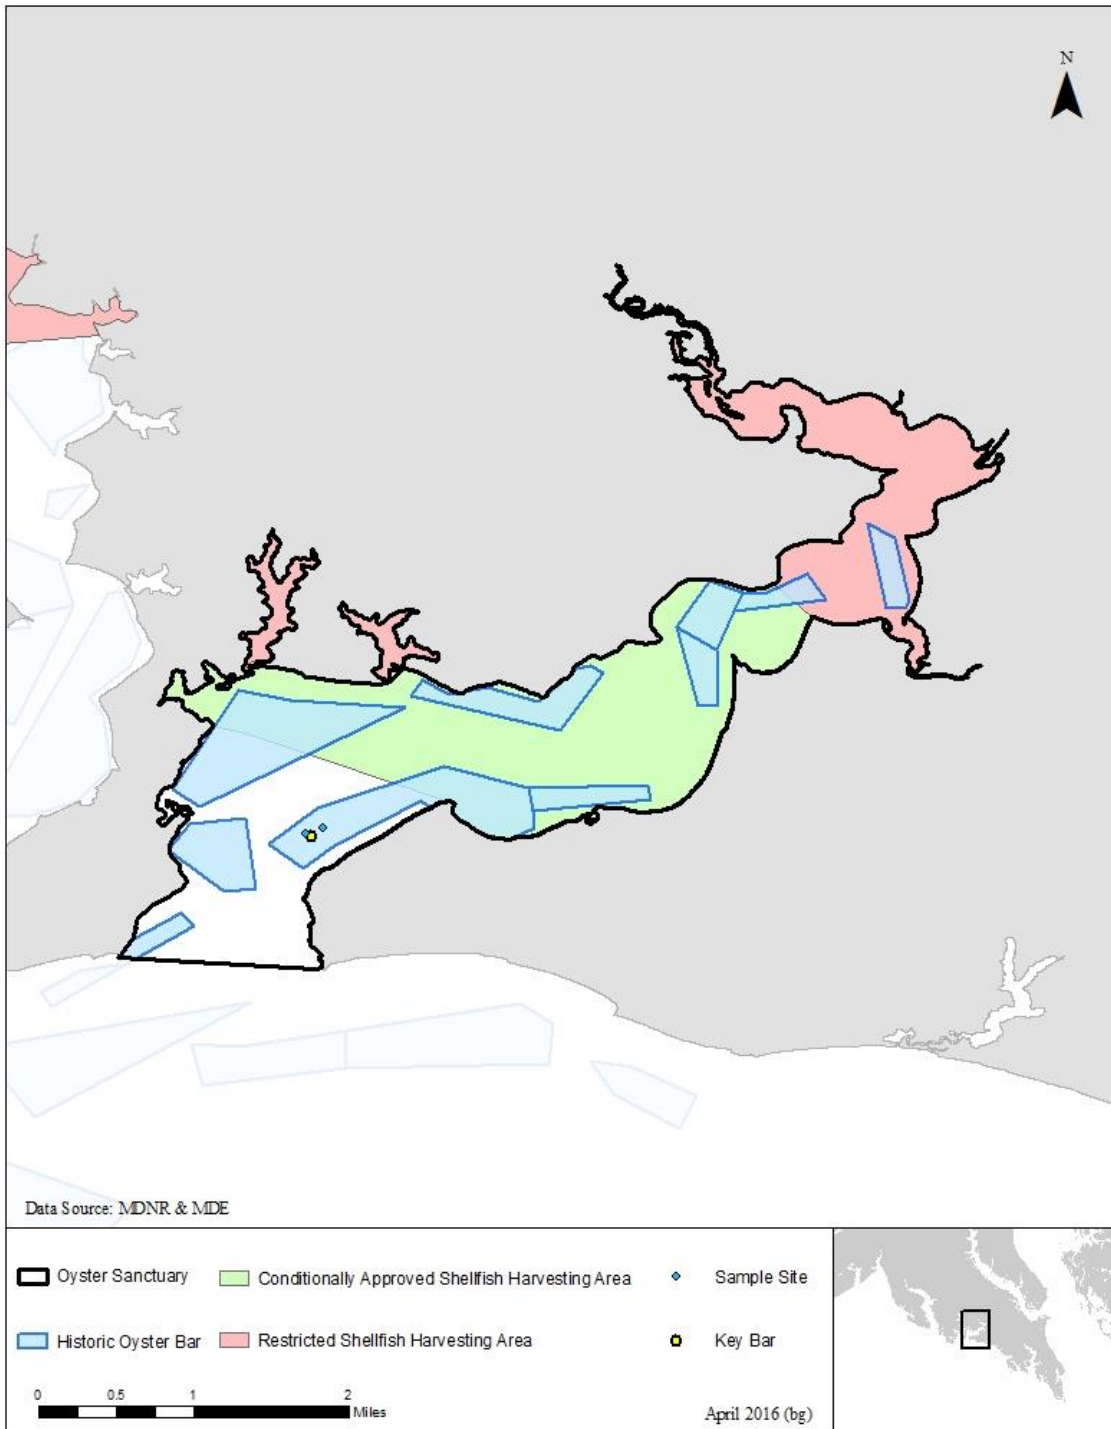 N
Data Source: MDNR & MDE
Oyster Sanctuary
Conditionally Approved Shellfish Harvesting Area
Sample Site
Historic Oyster Bar
Restricted Shellfish Harvesting Area
Key Bar
0 0.5 1 2
Miles
April 2016 (bg)